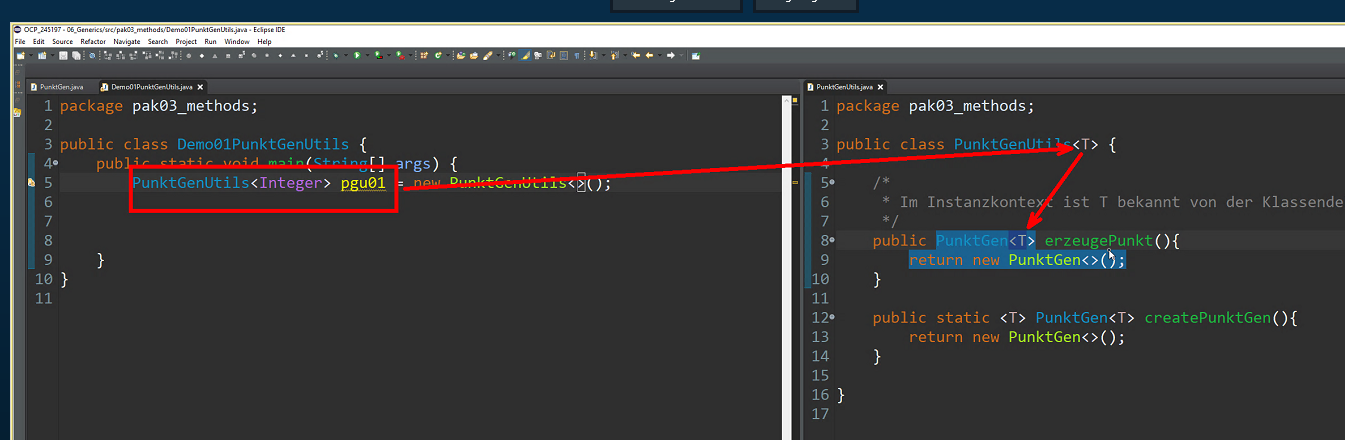 OCP_245197 - 06_Generics/src/pak03_methods/Demo01PunktGenUtils.java - Eclipse IDE
File Edit Source Refactor Navigate Search Project Run Window Help
PunktGen.java Demo01PunktGenUtils.java
1 package pak03_methods;
2
3 public class Demo01PunktGenUtils {
4 public static void main(String[] args) {
5 PunktGenUtils<Integer> pgu01 = new PunktGenUtils<>();
6
7
8
9 }
10 }
11
PunktGenUtils.java
1 package pak03_methods;
2
3 public class PunktGenUtils<T> {
4
5 /*
6 * Im Instanzkontext ist T bekannt von der
7 */
8 public PunktGen<T> erzeugePunkt(){
9 return new PunktGen<>();
10 }
11
12 public static <T> PunktGen<T> createPunktGen(){
13 return new PunktGen<>();
14 }
15
16 }
17